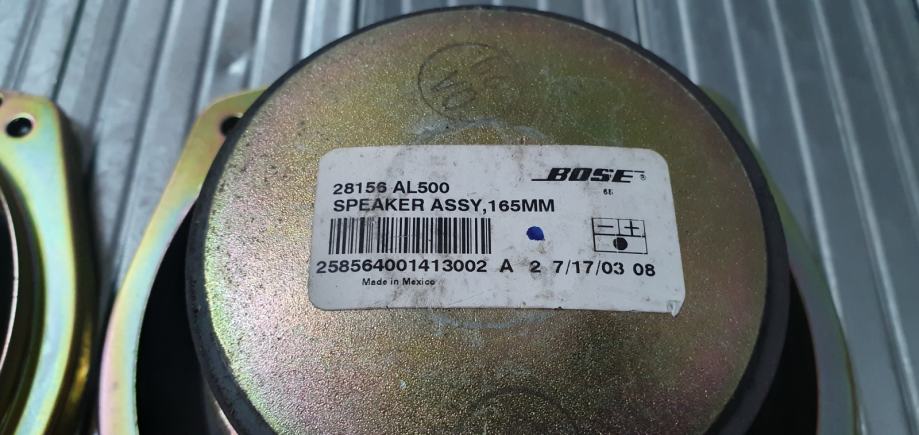 28156 AL500
BOSE®
SPEAKER ASSY,165MM
258564001413002 A 2 7/17/03 08
Made in Mexico